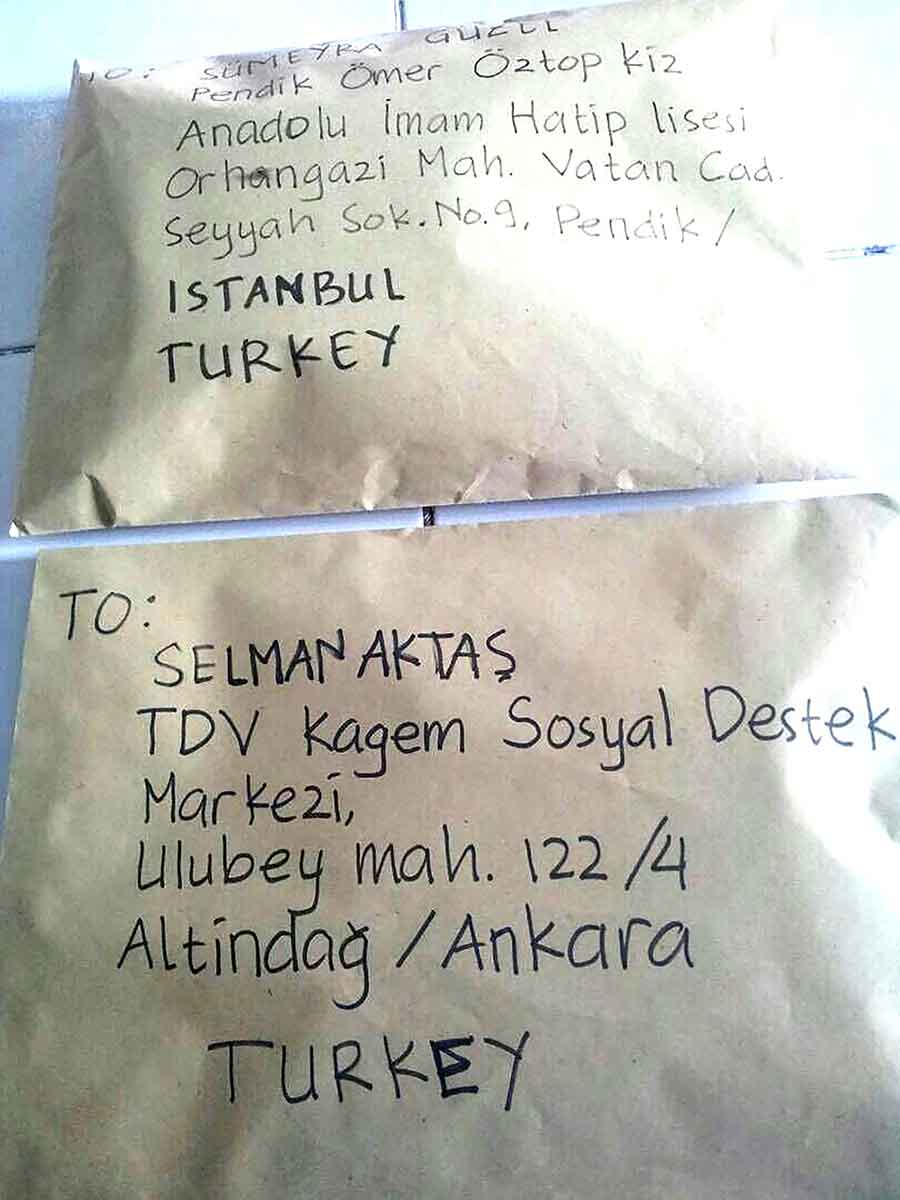 TO: SÜMEYRA
Pendik Ömer Öztop kiz
Anadolu İmam Hatip lisesi
Orhangazi Mah. Vatan Cad.
Seyyah Sok. No.9, Pendik /
ISTANBUL
TURKEY
TO:
SELMAN AKTAŞ
TDV Kagem Sosyal Destek
Markezi,
Ulubey mah. 122 /4
Altindağ / Ankara
TURKEY